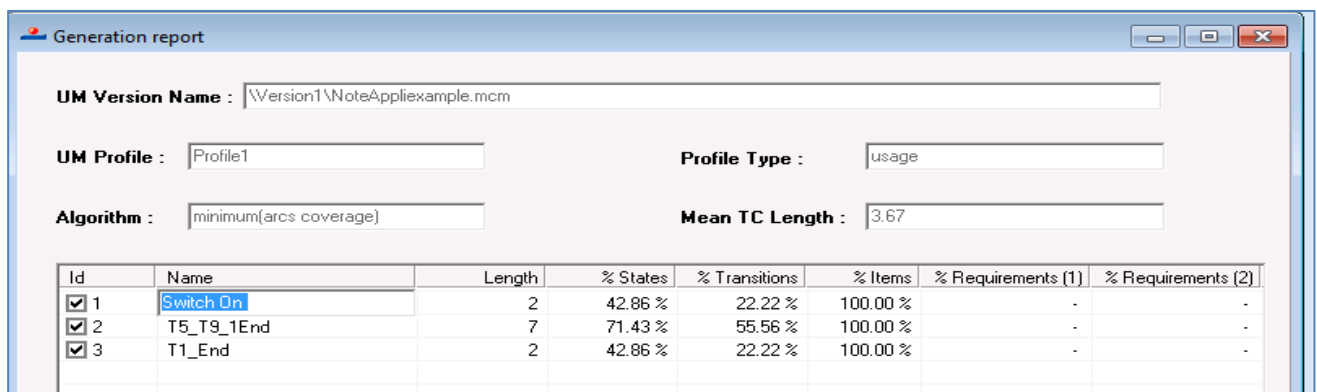 Generation report
UM Version Name : \Version1\NoteAppliexample.mcm
UM Profile : Profile1 Profile Type : usage
Algorithm : minimum(arcs coverage) Mean TC Length : 3.67
Id Name Length % States % Transitions % Items % Requirements (1) % Requirements (2)
1 Switch On 2 42.86 % 22.22 % 100.00 % - -
2 T5_T9_1End 7 71.43 % 55.56 % 100.00 % - -
3 T1_End 2 42.86 % 22.22 % 100.00 % - -